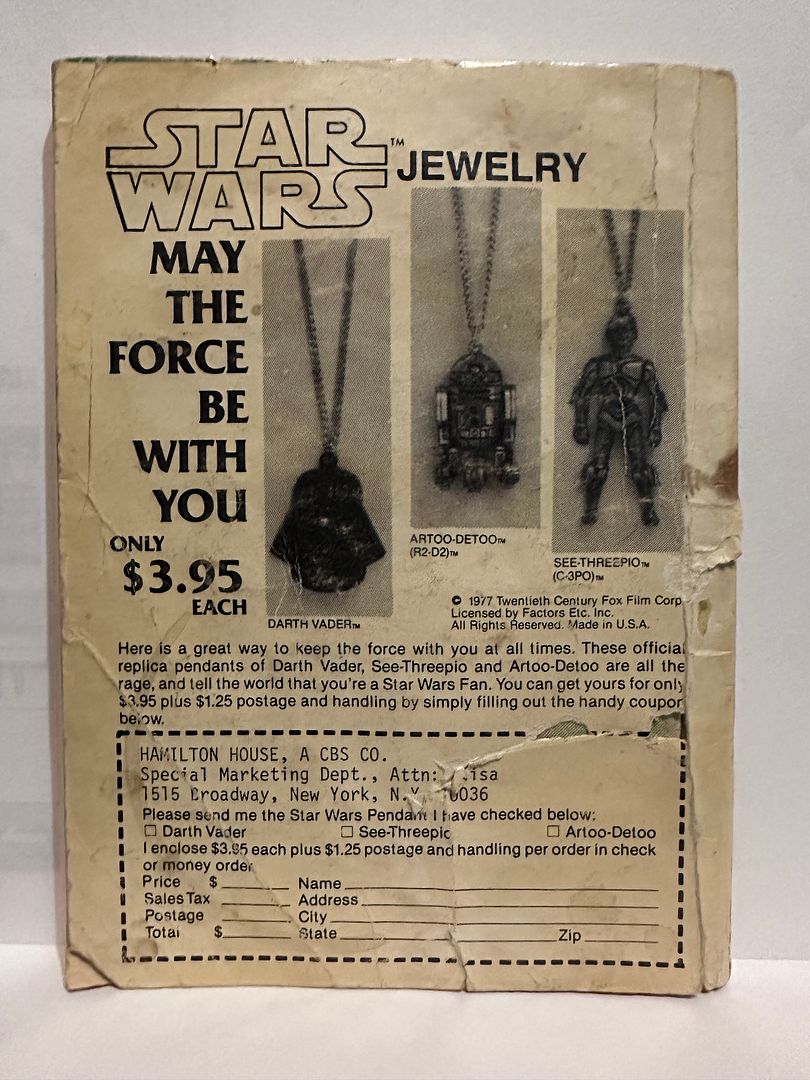 STAR WARS™ JEWELRY
MAY
THE
FORCE
BE
WITH
YOU
ONLY
$3.95
EACH
DARTH VADER™
ARTOO-DETOO™
(R2-D2)™
SEE-THREEPIO™
(C-3PO)™
© 1977 Twentieth Century Fox Film Corp
Licensed by Factors Etc. Inc.
All Rights Reserved. Made in U.S.A.
Here is a great way to keep the force with you at all times. These official
replica pendants of Darth Vader, See-Threepio and Artoo-Detoo are all the
rage, and tell the world that you're a Star Wars Fan. You can get yours for only
$3.95 plus $1.25 postage and handling by simply filling out the handy coupon
below.
HAMILTON HOUSE, A CBS CO.
Special Marketing Dept., Attn:
1515 Broadway, New York, N.Y.
Please send me the Star Wars Pendant I have checked below:
☐ Darth Vader ☐ See-Threepio ☐ Artoo-Detoo
I enclose $3.95 each plus $1.25 postage and handling per order in check
or money order
Price $ Name
Sales Tax Address
Postage City
Total $ State Zip